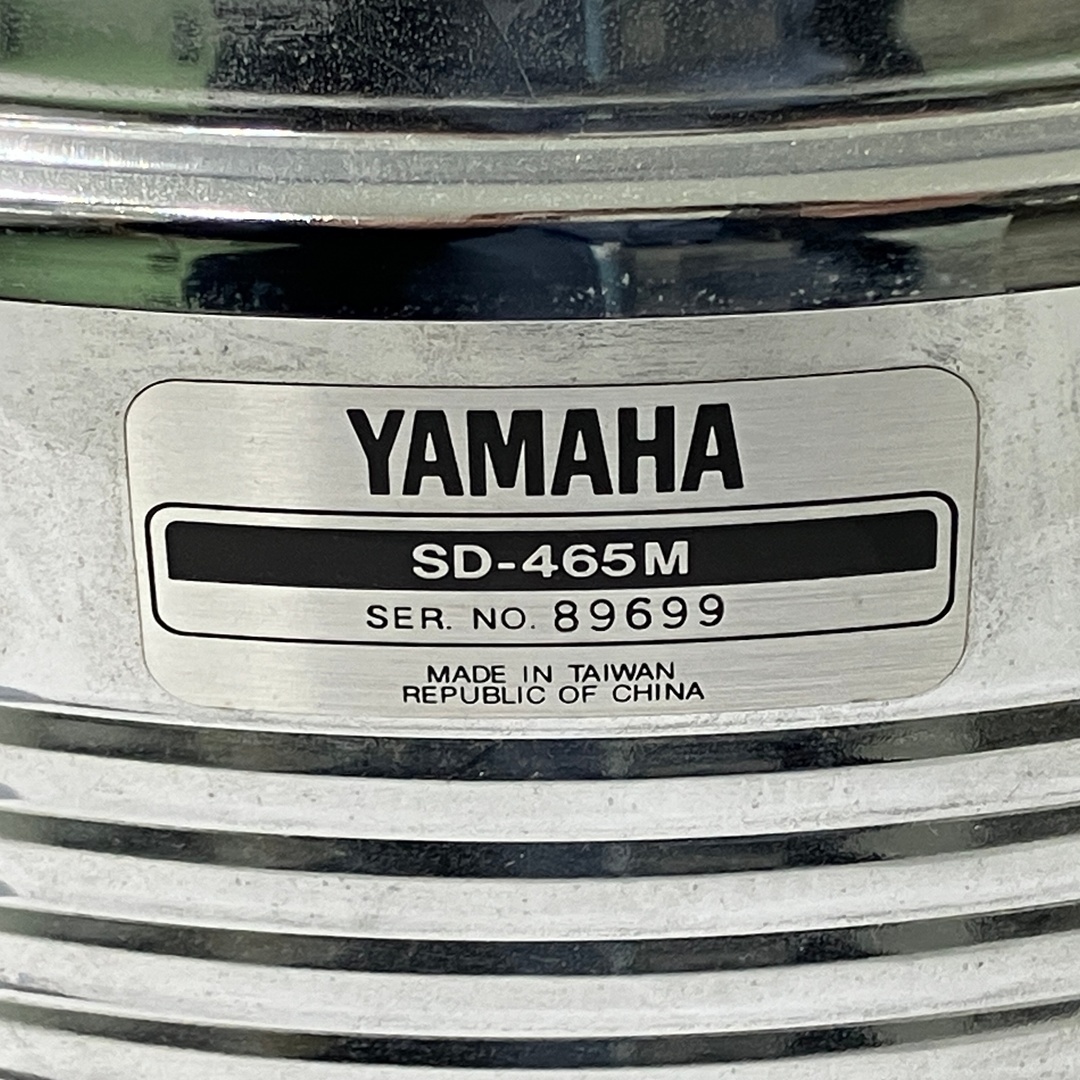 YAMAHA
SD-465M
SER. NO. 89699
MADE IN TAIWAN
REPUBLIC OF CHINA